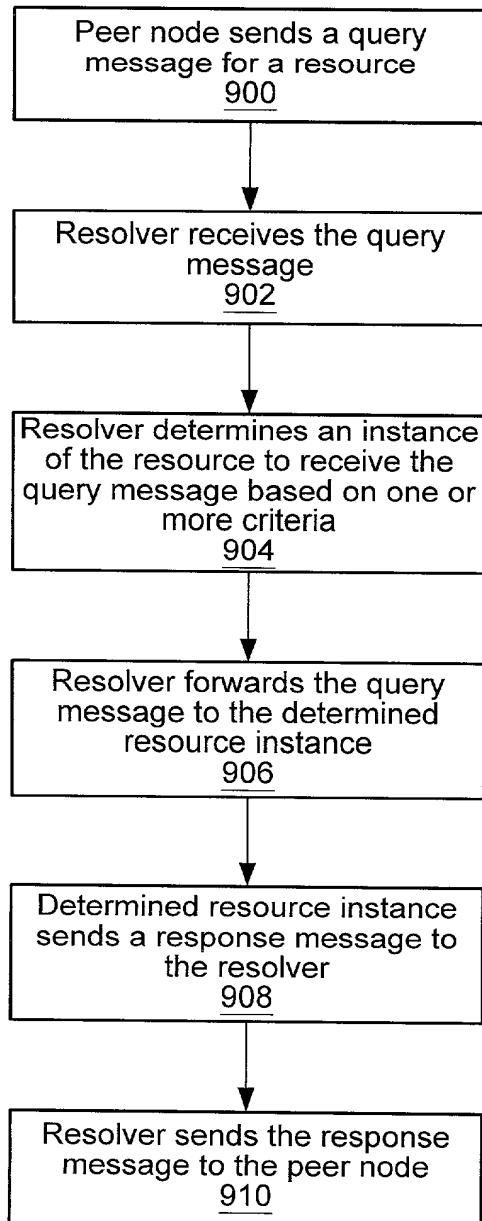 Peer node sends a query
message for a resource
900
Resolver receives the query
message
902
Resolver determines an instance
of the resource to receive the
query message based on one or
more criteria
904
Resolver forwards the query
message to the determined
resource instance
906
Determined resource instance
sends a response message to
the resolver
908
Resolver sends the response
message to the peer node
910